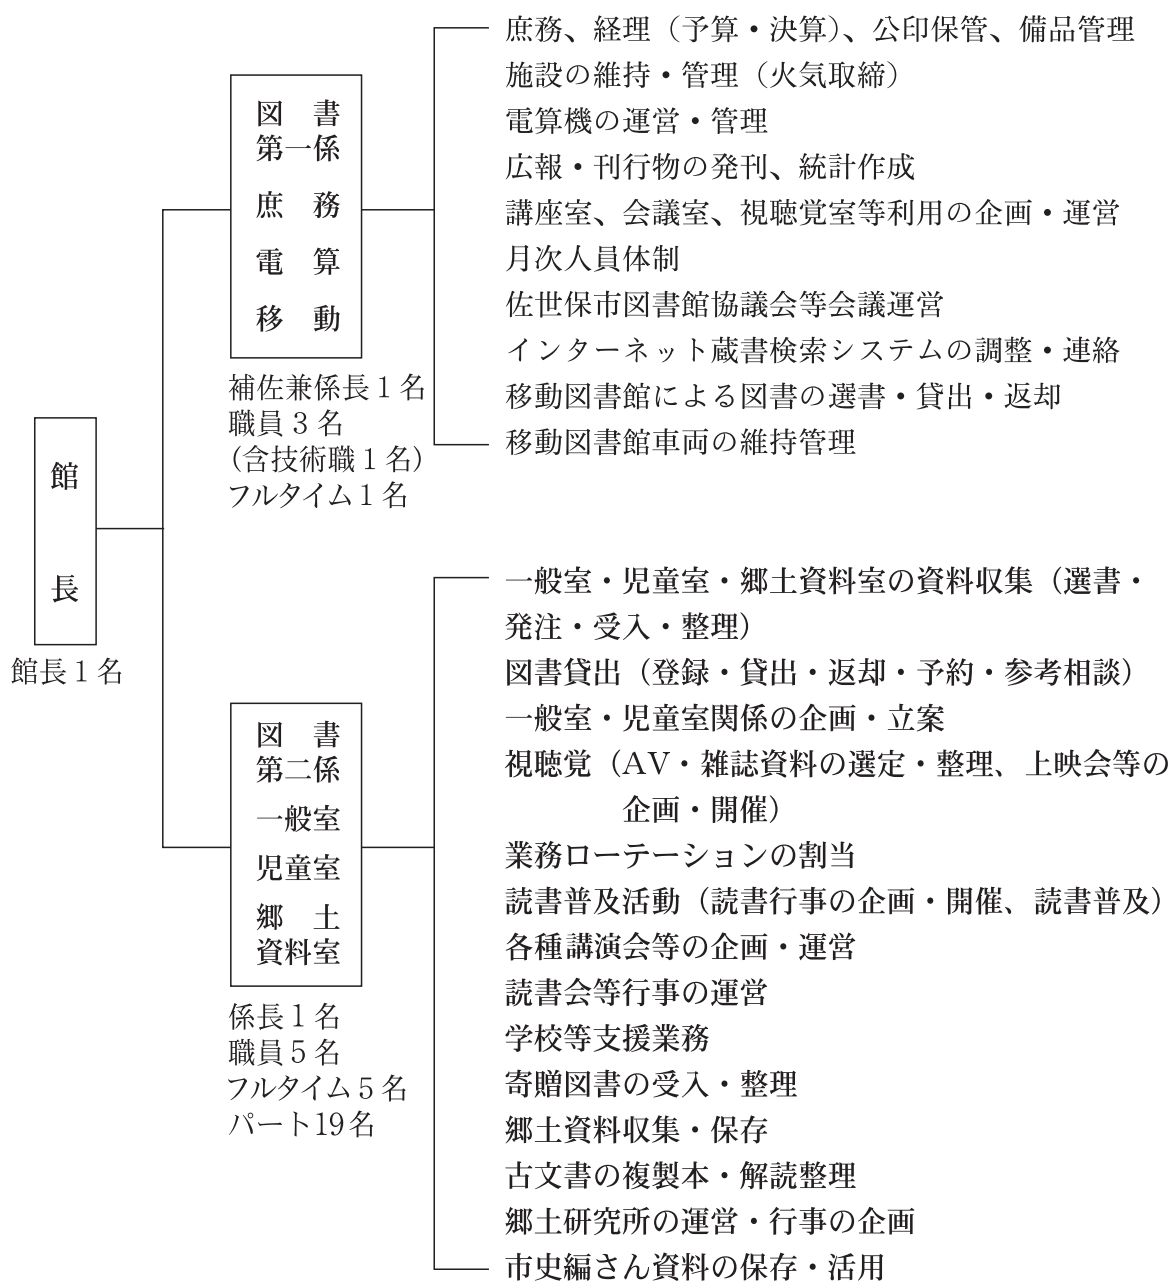 館
長
館長1名
図　書
第一係
庶　務
電　算
移　動
補佐兼係長1名
職員3名
(含技術職1名)
フルタイム1名
庶務、経理（予算・決算）、公印保管、備品管理
施設の維持・管理（火気取締）
電算機の運営・管理
広報・刊行物の発刊、統計作成
講座室、会議室、視聴覚室等利用の企画・運営
月次人員体制
佐世保市図書館協議会等会議運営
インターネット蔵書検索システムの調整・連絡
移動図書館による図書の選書・貸出・返却
移動図書館車両の維持管理
図　書
第二係
一般室
児童室
郷　土
資料室
係長1名
職員5名
フルタイム5名
パート19名
一般室・児童室・郷土資料室の資料収集（選書・
発注・受入・整理）
図書貸出（登録・貸出・返却・予約・参考相談）
一般室・児童室関係の企画・立案
視聴覚（AV・雑誌資料の選定・整理、上映会等の
企画・開催）
業務ローテーションの割当
読書普及活動（読書行事の企画・開催、読書普及）
各種講演会等の企画・運営
読書会等行事の運営
学校等支援業務
寄贈図書の受入・整理
郷土資料収集・保存
古文書の複製本・解読整理
郷土研究所の運営・行事の企画
市史編さん資料の保存・活用